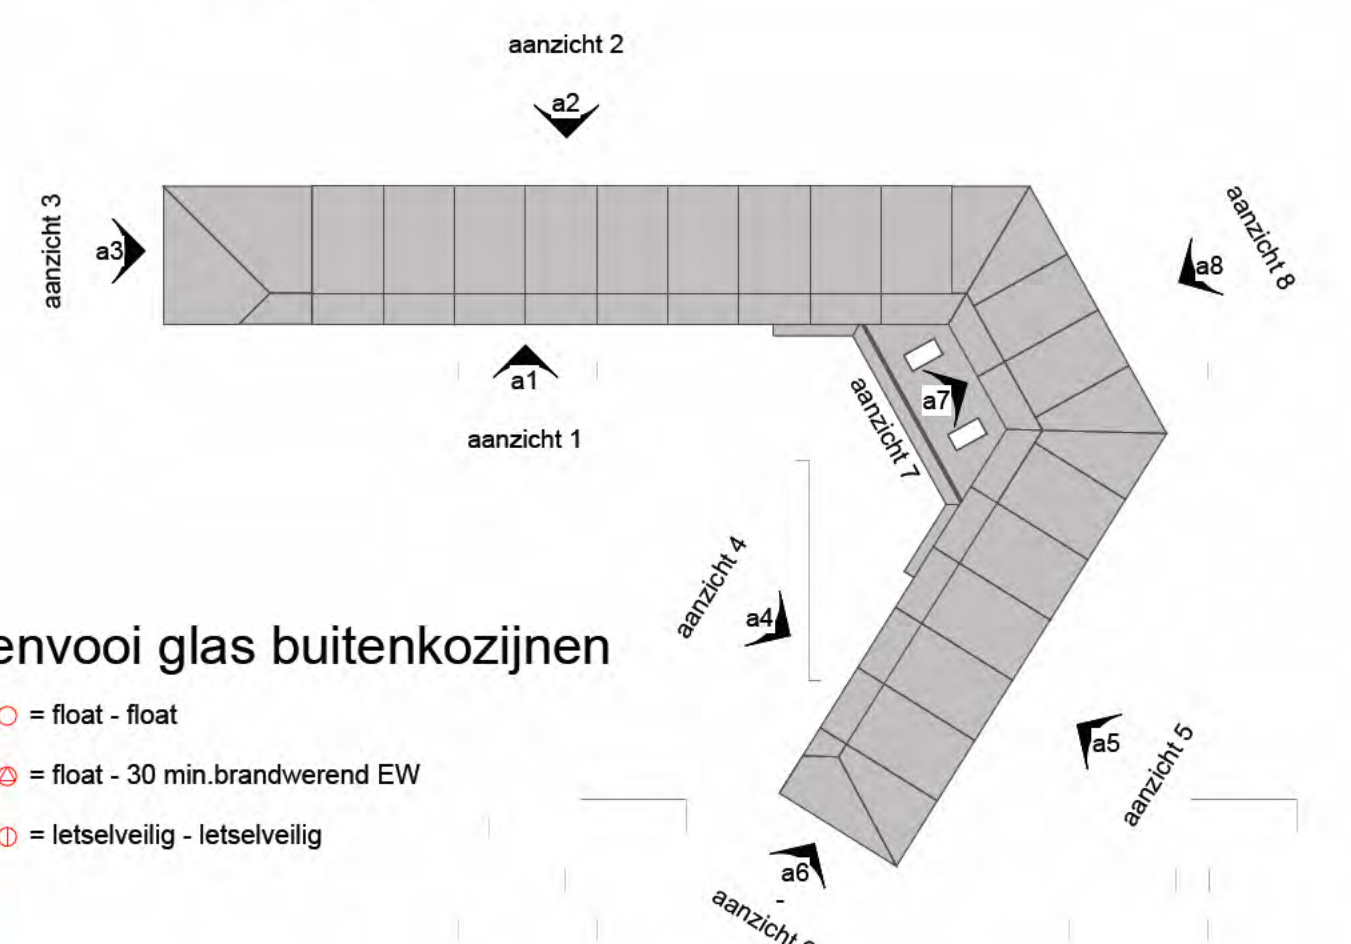 aanzicht 2
a2
aanzicht 3
a3
aanzicht 8
a8
a1
aanzicht 1
a7
aanzicht 7
aanzicht 4
a4
envooi glas buitenkozijnen
= float - float
= float - 30 min.brandwerend EW
= letselveilig - letselveilig
a5
aanzicht 5
a6
-
aanzicht